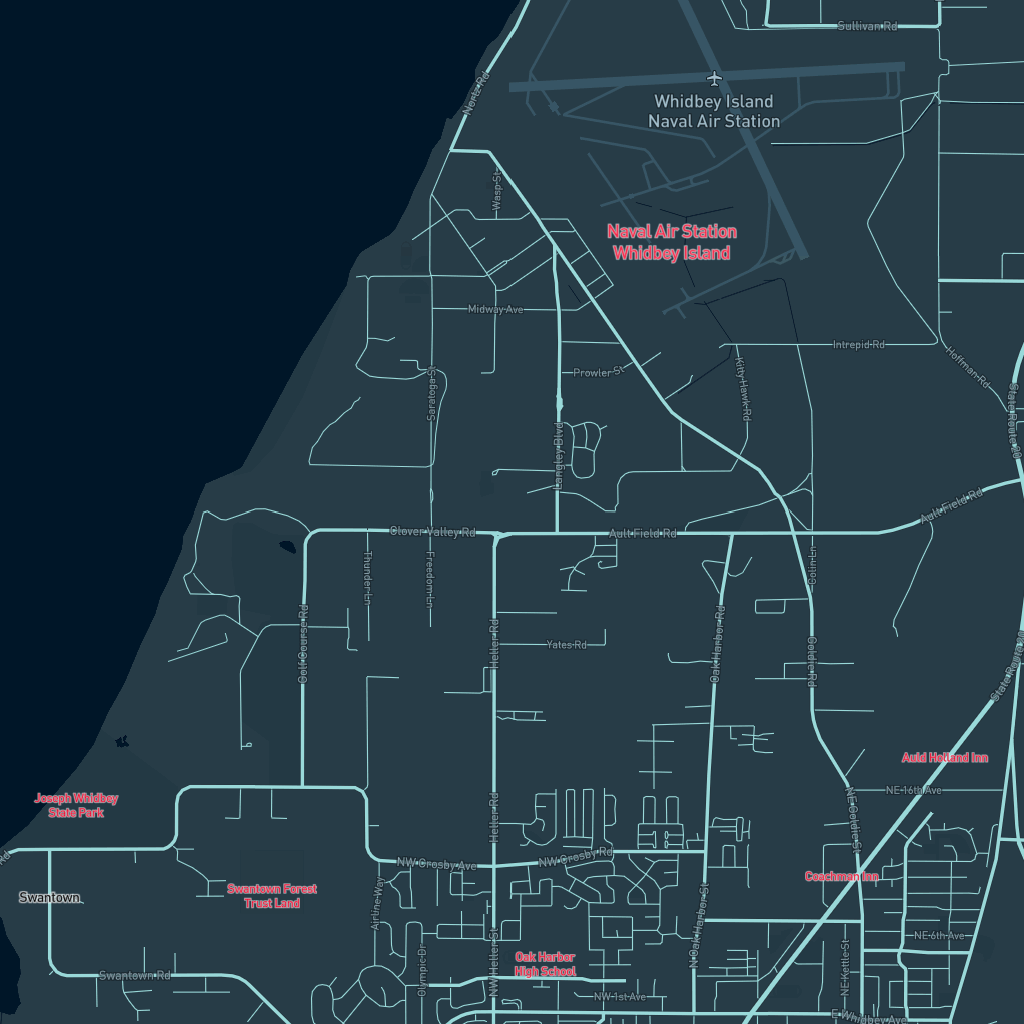 Sullivan Rd
Nortz Rd
Whidbey Island
Naval Air Station
Wasp St
Naval Air Station
Whidbey Island
Midway Ave
Intrepid Rd
Hoffman Rd
Prowler St
Kitty Hawk Rd
Saratoga St
State Route 20
Langley Blvd
Ault Field Rd
Clover Valley Rd
Ault Field Rd
Thunder Ln
Freedom Ln
Colin Ln
Golf Course Rd
Heller Rd
Yates Rd
Oak Harbor Rd
Goldie Rd
State Route 20
Auld Holland Inn
Joseph Whidbey
State Park
Heller Rd
NE 16th Ave
NE Goldie St
NW Crosby Ave
NW Crosby Rd
Rd
Coachman Inn
Swantown
Swantown Forest
Trust Land
Airline Way
N Oak Harbor St
NE 6th Ave
Swantown Rd
Olympic Dr
NW Heller St
Oak Harbor
High School
NE Kettle St
NW 1st Ave
E Whidbey Ave